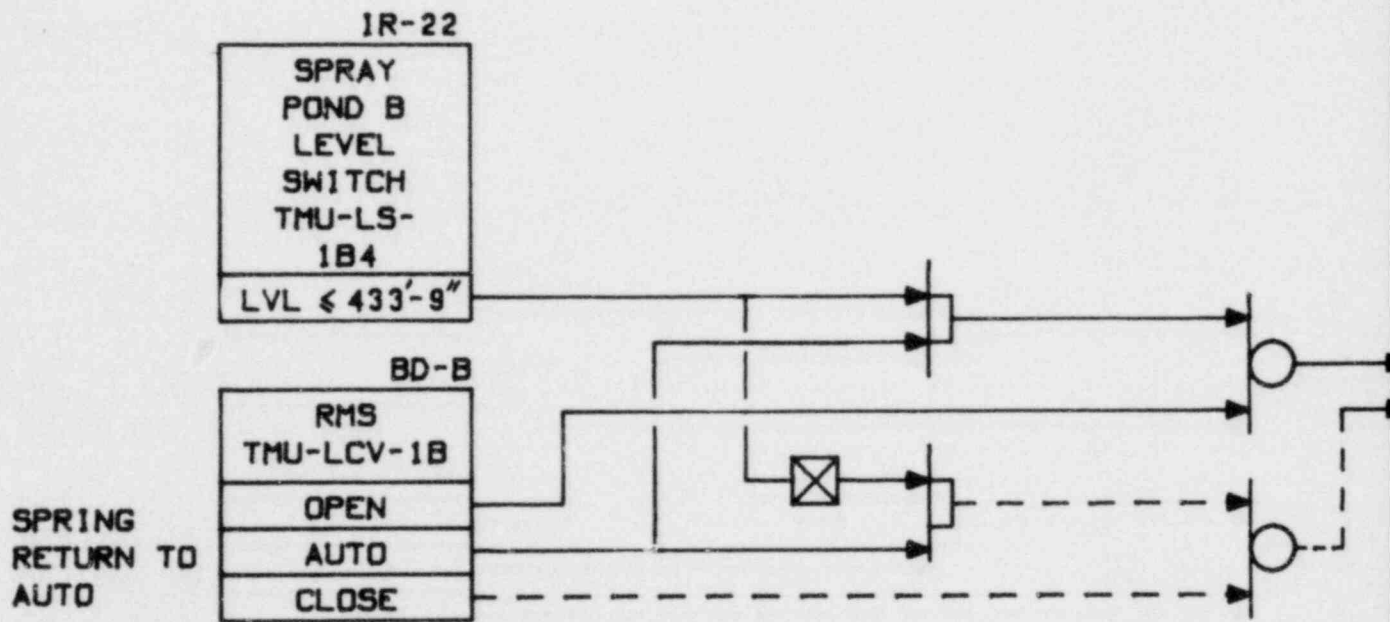 IR-22
SPRAY
POND B
LEVEL
SWITCH
TMU-LS-
1B4
LVL ≤ 433'-9"
BD-B
RMS
TMU-LCV-1B
OPEN
SPRING
RETURN TO
AUTO
AUTO
CLOSE